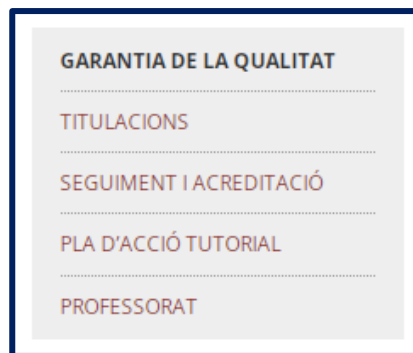 GARANTIA DE LA QUALITAT
TITULACIONS
SEGUIMENT I ACREDITACIÓ
PLA D'ACCIÓ TUTORIAL
PROFESSORAT